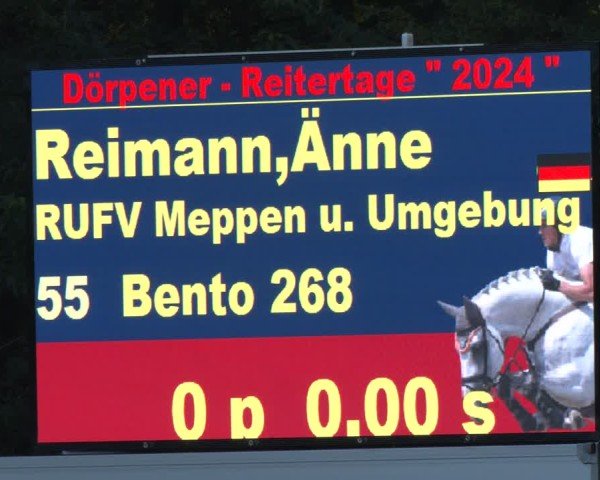 Dörpener - Reitertage " 2024 "
Reimann,Änne
RUFV Meppen u. Umgebung
55 Bento 268
0 p 0.00 s